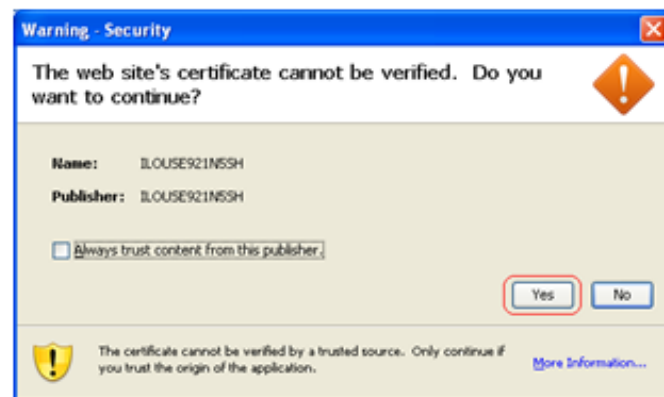 Warning - Security
The web site's certificate cannot be verified. Do you
want to continue?
Name: ILOUSE921N5SH
Publisher: ILOUSE921N5SH
Always trust content from this publisher.
Yes No
The certificate cannot be verified by a trusted source. Only continue if
you trust the origin of the application.
More Information...